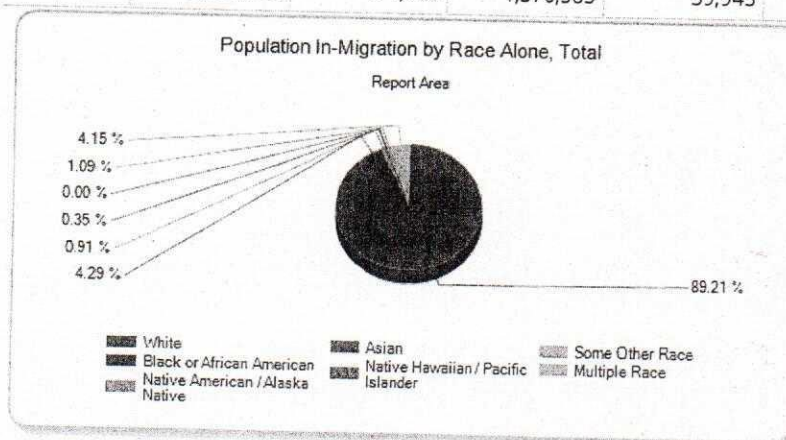 Population In-Migration by Race Alone, Total
Report Area
4.15 %
1.09 %
0.00 %
0.35 %
0.91 %
4.29 %
89.21 %
White
Black or African American
Native American / Alaska
Native
Asian
Native Hawaiian / Pacific
Islander
Some Other Race
Multiple Race